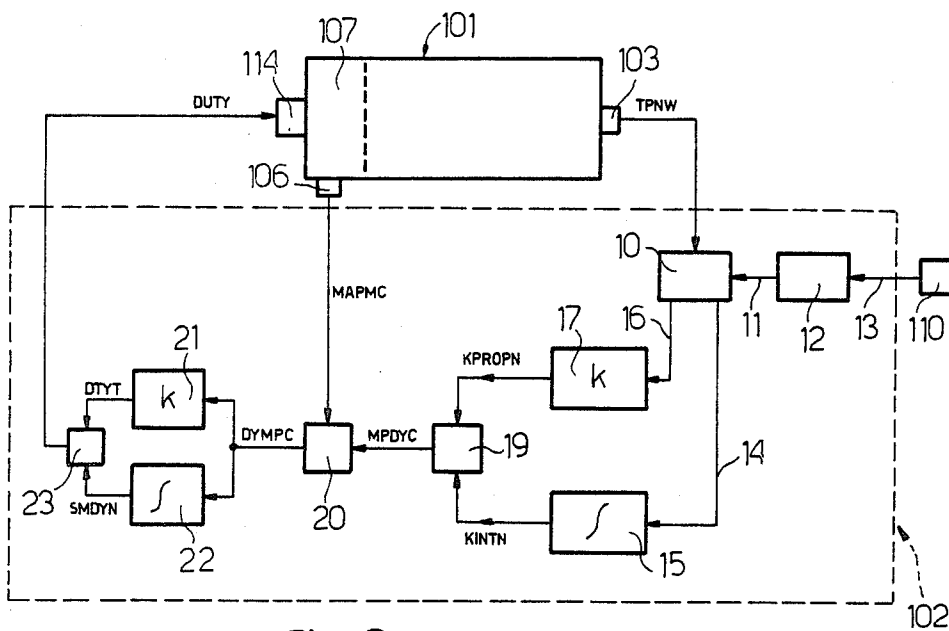 107
101
114
103
DUTY
TPNW
106
10
MAPMC
11
12
13
110
16
17
21
KPROPN
k
DTYT
k
14
DYMPC
MPDYC
19
23
20
SMDYN
∫
22
KINTN
∫
15
102